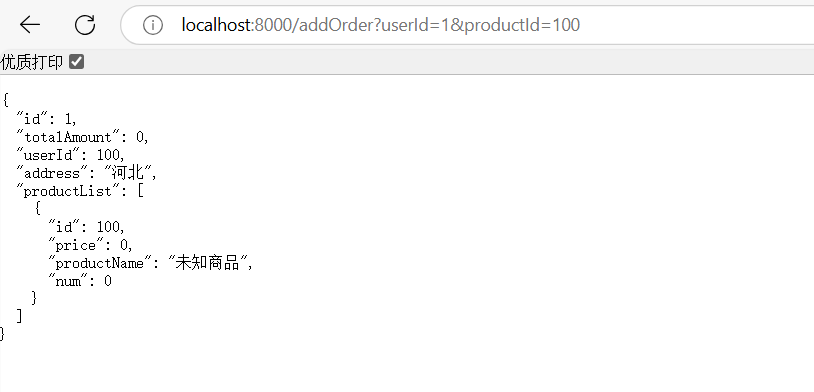 localhost:8000/addOrder?userId=1&productId=100
优质打印
{
  "id": 1,
  "totalAmount": 0,
  "userId": 100,
  "address": "河北",
  "productList": [
    {
      "id": 100,
      "price": 0,
      "productName": "未知商品",
      "num": 0
    }
  ]
}